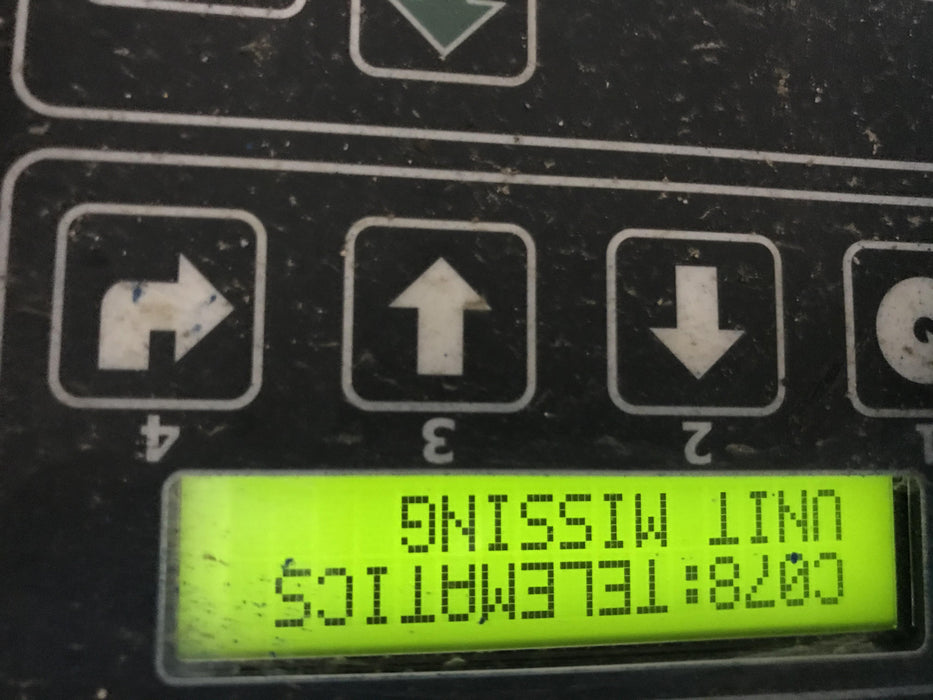 C078:TELEMATICS
UNIT MISSING
1 2 3 4